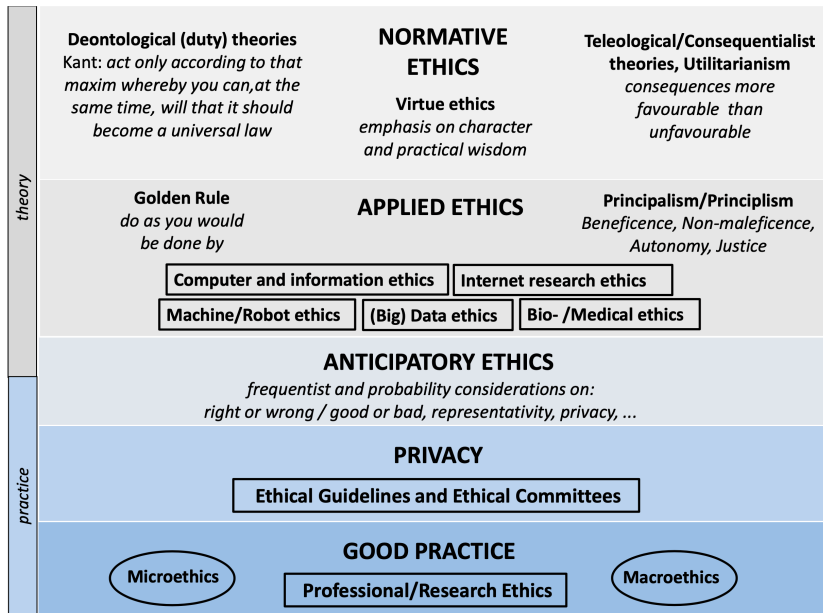 theory
practice
Deontological (duty) theories
Kant: act only according to that
maxim whereby you can,at the
same time, will that it should
become a universal law
NORMATIVE
ETHICS
Virtue ethics
emphasis on character
and practical wisdom
Teleological/Consequentialist
theories, Utilitarianism
consequences more
favourable than
unfavourable
Golden Rule
do as you would
be done by
APPLIED ETHICS
Principalism/Principlism
Beneficence, Non-maleficence,
Autonomy, Justice
Computer and information ethics
Internet research ethics
Machine/Robot ethics
(Big) Data ethics
Bio- /Medical ethics
ANTICIPATORY ETHICS
frequentist and probability considerations on:
right or wrong / good or bad, representativity, privacy, ...
PRIVACY
Ethical Guidelines and Ethical Committees
GOOD PRACTICE
Microethics
Professional/Research Ethics
Macroethics